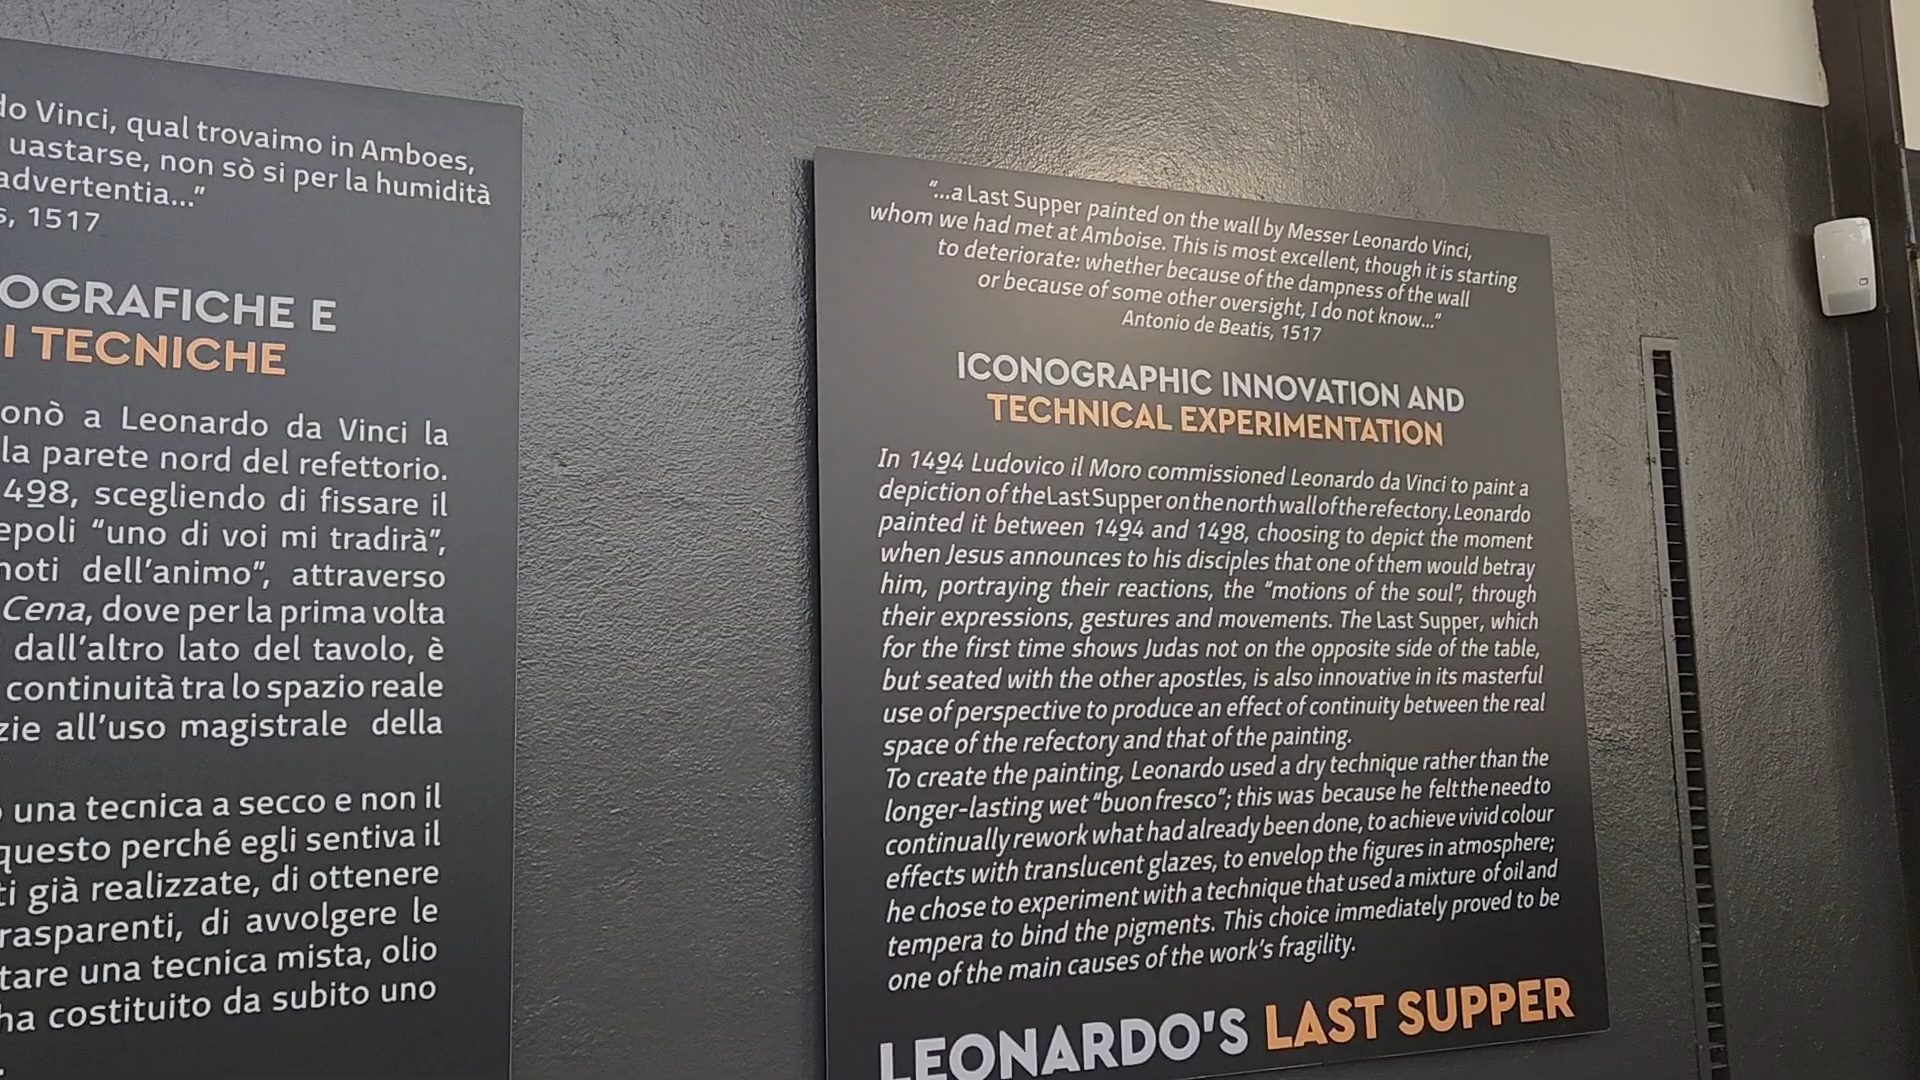 do Vinci, qual trovaimo in Amboes,
uastarse, non sò si per la humidità
advertentia...”
s, 1517
OGRAFICHE E
I TECNICHE
onò a Leonardo da Vinci la
la parete nord del refettorio.
498, scegliendo di fissare il
epoli “uno di voi mi tradirà”,
moti dell’animo”, attraverso
Cena, dove per la prima volta
dall’altro lato del tavolo, è
continuità tra lo spazio reale
zie all’uso magistrale della
una tecnica a secco e non il
questo perché egli sentiva il
ti già realizzate, di ottenere
rasparenti, di avvolgere le
tare una tecnica mista, olio
ha costituito da subito uno
“...a Last Supper painted on the wall by Messer Leonardo Vinci,
whom we had met at Amboise. This is most excellent, though it is starting
to deteriorate: whether because of the dampness of the wall
or because of some other oversight, I do not know...”
Antonio de Beatis, 1517
ICONOGRAPHIC INNOVATION AND
TECHNICAL EXPERIMENTATION
In 1494 Ludovico il Moro commissioned Leonardo da Vinci to paint a
depiction of the Last Supper on the north wall of the refectory. Leonardo
painted it between 1494 and 1498, choosing to depict the moment
when Jesus announces to his disciples that one of them would betray
him, portraying their reactions, the “motions of the soul”, through
their expressions, gestures and movements. The Last Supper, which
for the first time shows Judas not on the opposite side of the table,
but seated with the other apostles, is also innovative in its masterful
use of perspective to produce an effect of continuity between the real
space of the refectory and that of the painting.
To create the painting, Leonardo used a dry technique rather than the
longer-lasting wet “buon fresco”; this was because he felt the need to
continually rework what had already been done, to achieve vivid colour
effects with translucent glazes, to envelop the figures in atmosphere;
he chose to experiment with a technique that used a mixture of oil and
tempera to bind the pigments. This choice immediately proved to be
one of the main causes of the work’s fragility.
LEONARDO’S LAST SUPPER